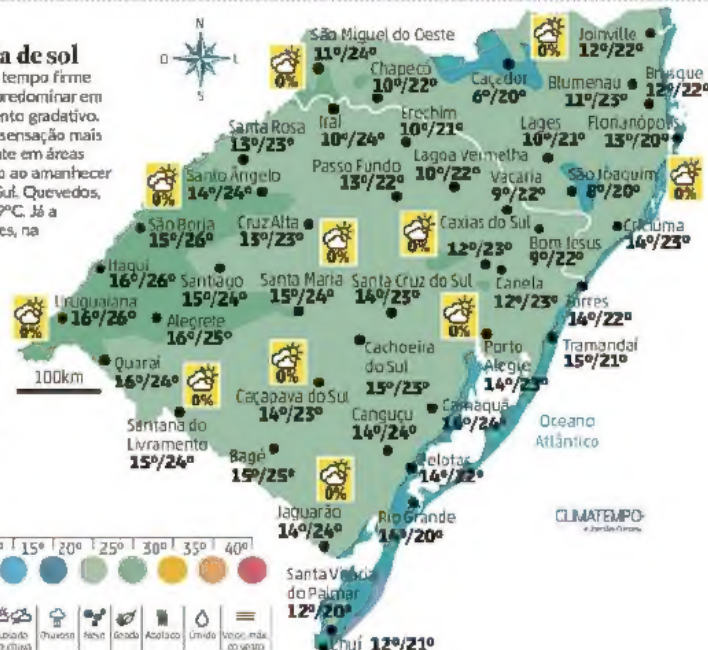 a de sol
tempo firme
predominar em
nto gradativo.
sensação mais
te em áreas
o ao amanhecer
Sul. Quevedos,
9°C. Já a
es, na
N
O
S
São Miguel do Oeste
11º/24º
Chapecó
10º/22º
Caçador
6º/20º
Joinville
12º/22º
0%
0%
Blumenau
11º/23º
Brusque
12º/22º
Santa Rosa
13º/23º
Iraí
10º/24º
Erechim
10º/21º
Lages
10º/21º
Florianópolis
13º/20º
Santo Ângelo
14º/24º
Passo Fundo
13º/22º
Lagoa Vermelha
10º/22º
Vacaria
9º/22º
São Joaquim
8º/20º
0%
0%
São Borja
15º/26º
Cruz Alta
13º/23º
0%
0%
Caxias do Sul
12º/23º
Bom Jesus
9º/22º
Criciúma
14º/23º
Itaqui
16º/26º
Santiago
15º/24º
Santa Maria
15º/24º
Santa Cruz do Sul
14º/23º
Canela
12º/23º
Torres
14º/22º
Uruguaiana
16º/26º
0%
Alegrete
16º/25º
0%
Porto
Alegre
14º/23º
Tramandaí
15º/21º
Quaraí
16º/24º
100km
0%
0%
Caçapava do Sul
14º/23º
Cachoeira
do Sul
15º/25º
Camaquã
Canguçu
14º/24º
Oceano
Atlântico
Santana do
Livramento
15º/24º
Bagé
15º/25º
0%
Pelotas
14º/22º
Jaguarão
14º/24º
Rio Grande
14º/20º
CLIMATEMPO
15º 20º 25º 30º 35º 40º
Santa Vitória
do Palmar
12º/20º
Chuvoso Neve Geada Abafado Úmido
Chuí 12º/21º